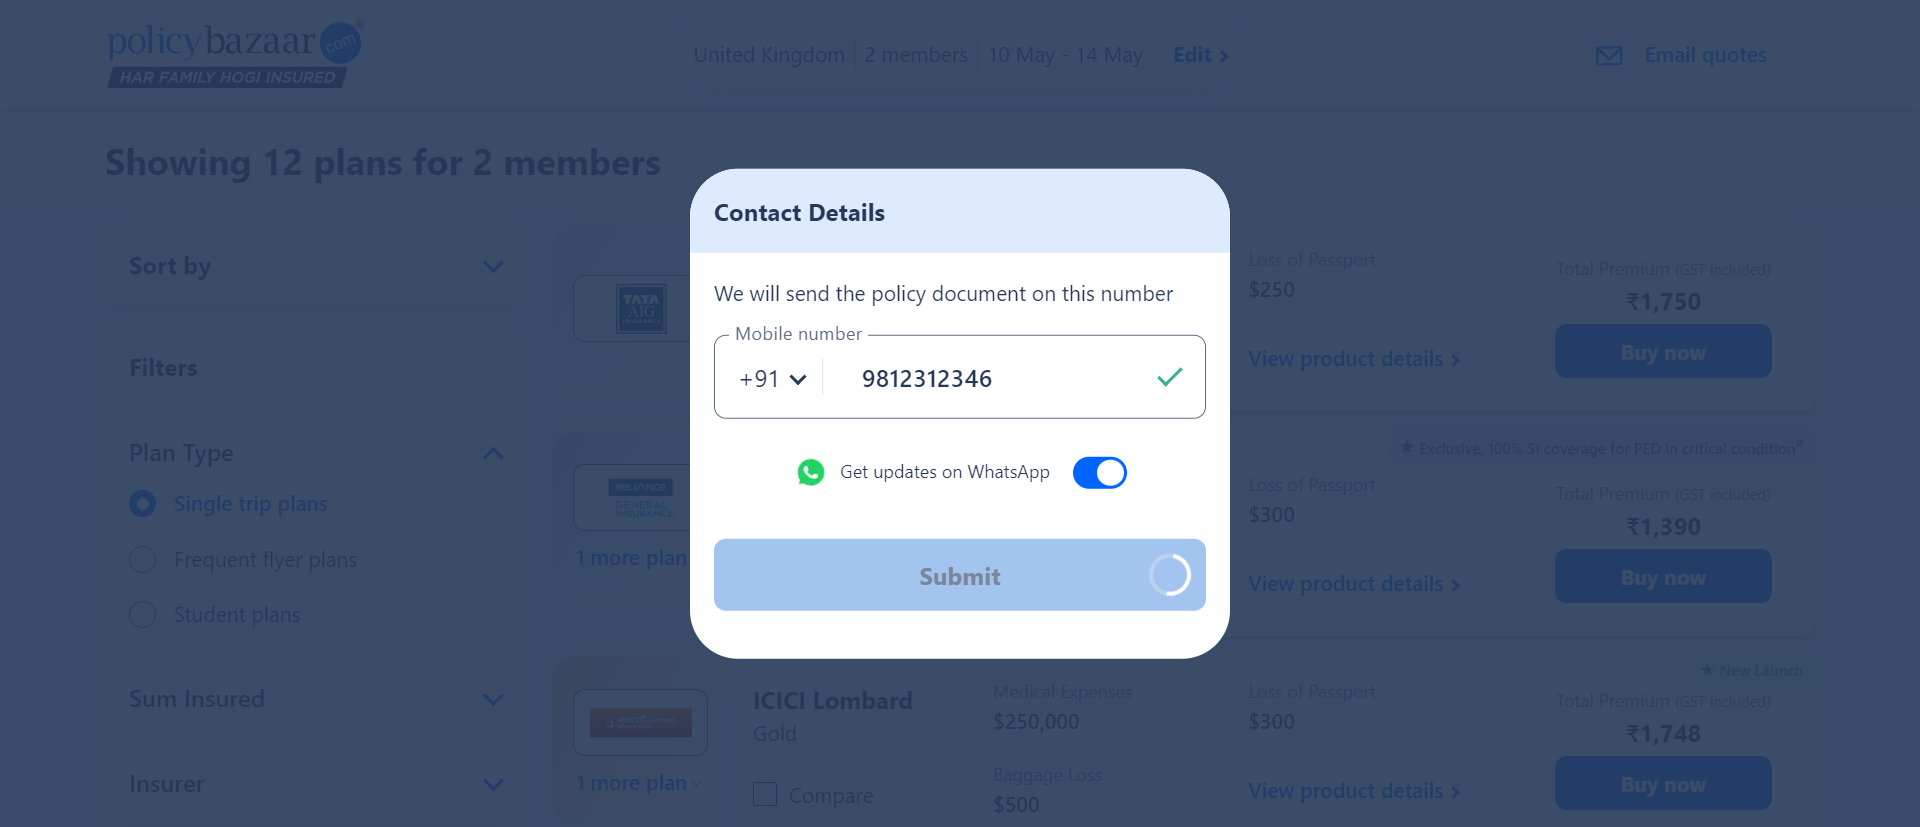 policybazaar.com®
HAR FAMILY HOGI INSURED
United Kingdom 2 members 10 May - 14 May Edit
Email quotes
Showing 12 plans for 2 members
Sort by
Filters
Plan Type
Single trip plans
Frequent flyer plans
Student plans
Sum Insured
Insurer
TATA
AIG
INSURANCE
Loss of Passport
$250
View product details
Total Premium (GST included)
₹1,750
Buy now
Contact Details
We will send the policy document on this number
Mobile number
+91 9812312346
Get updates on WhatsApp
Submit
Exclusive, 100% SI coverage for PED in critical condition
RELIANCE
GENERAL
INSURANCE
1 more plan
Loss of Passport
$300
View product details
Total Premium (GST included)
₹1,390
Buy now
New Launch
1 more plan
ICICI Lombard
Gold
Compare
Medical Expenses
$250,000
Baggage Loss
$500
Loss of Passport
$300
View product details
Total Premium (GST included)
₹1,748
Buy now